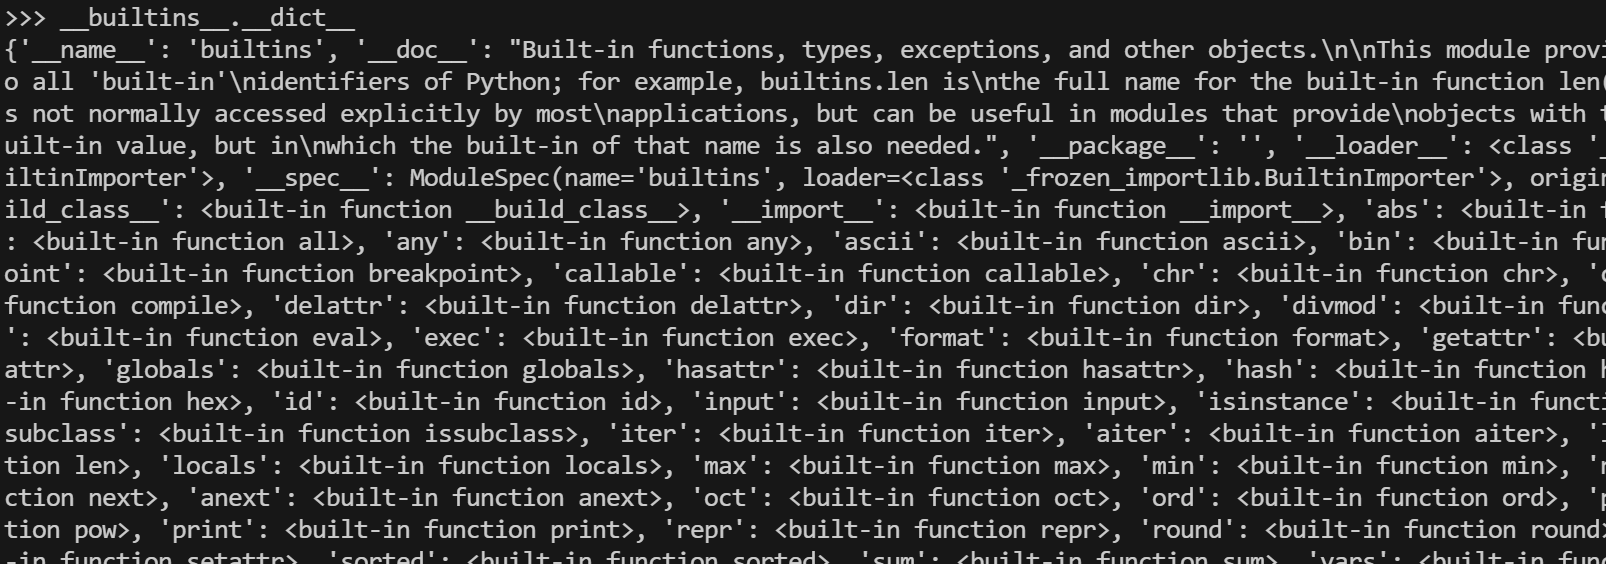 >>> __builtins__.__dict__
{'__name__': 'builtins', '__doc__': "Built-in functions, types, exceptions, and other objects.\n\nThis module provi
o all 'built-in'\nidentifiers of Python; for example, builtins.len is\nthe full name for the built-in function len(
s not normally accessed explicitly by most\napplications, but can be useful in modules that provide\nobjects with t
uilt-in value, but in\nwhich the built-in of that name is also needed.", '__package__': '', '__loader__': <class '_
iltinImporter'>, '__spec__': ModuleSpec(name='builtins', loader=<class '_frozen_importlib.BuiltinImporter'>, origin
ild_class__': <built-in function __build_class__>, '__import__': <built-in function __import__>, 'abs': <built-in f
: <built-in function all>, 'any': <built-in function any>, 'ascii': <built-in function ascii>, 'bin': <built-in fun
oint': <built-in function breakpoint>, 'callable': <built-in function callable>, 'chr': <built-in function chr>, 'c
function compile>, 'delattr': <built-in function delattr>, 'dir': <built-in function dir>, 'divmod': <built-in func
': <built-in function eval>, 'exec': <built-in function exec>, 'format': <built-in function format>, 'getattr': <bu
attr>, 'globals': <built-in function globals>, 'hasattr': <built-in function hasattr>, 'hash': <built-in function h
-in function hex>, 'id': <built-in function id>, 'input': <built-in function input>, 'isinstance': <built-in functi
subclass': <built-in function issubclass>, 'iter': <built-in function iter>, 'aiter': <built-in function aiter>, 'l
tion len>, 'locals': <built-in function locals>, 'max': <built-in function max>, 'min': <built-in function min>, 'n
ction next>, 'anext': <built-in function anext>, 'oct': <built-in function oct>, 'ord': <built-in function ord>, 'p
tion pow>, 'print': <built-in function print>, 'repr': <built-in function repr>, 'round': <built-in function round>
-in function setattr>, 'sorted': <built-in function sorted>, 'sum': <built-in function sum>, 'vars': <built-in func